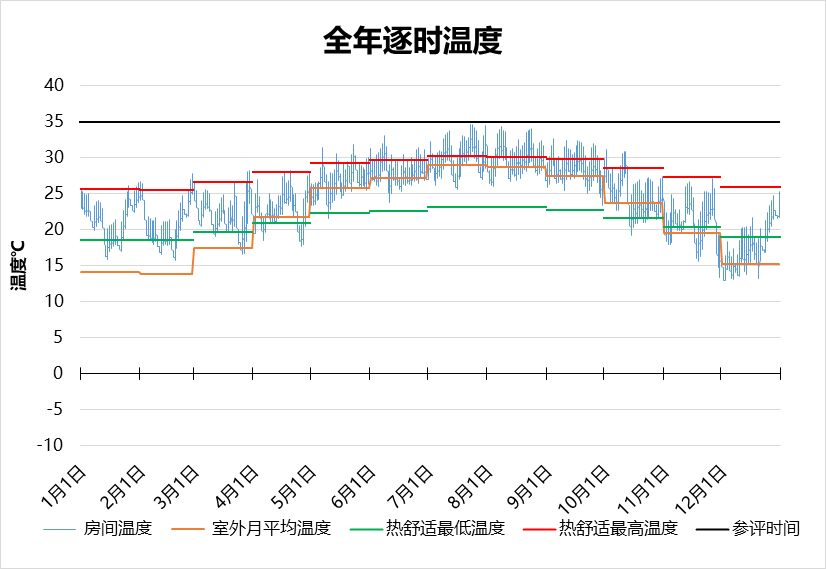 全年逐时温度
温度℃
40
35
30
25
20
15
10
5
0
-5
-10
1月1日
2月1日
3月1日
4月1日
5月1日
6月1日
7月1日
8月1日
9月1日
10月1日
11月1日
12月1日
房间温度 室外月平均温度 热舒适最低温度 热舒适最高温度 参评时间